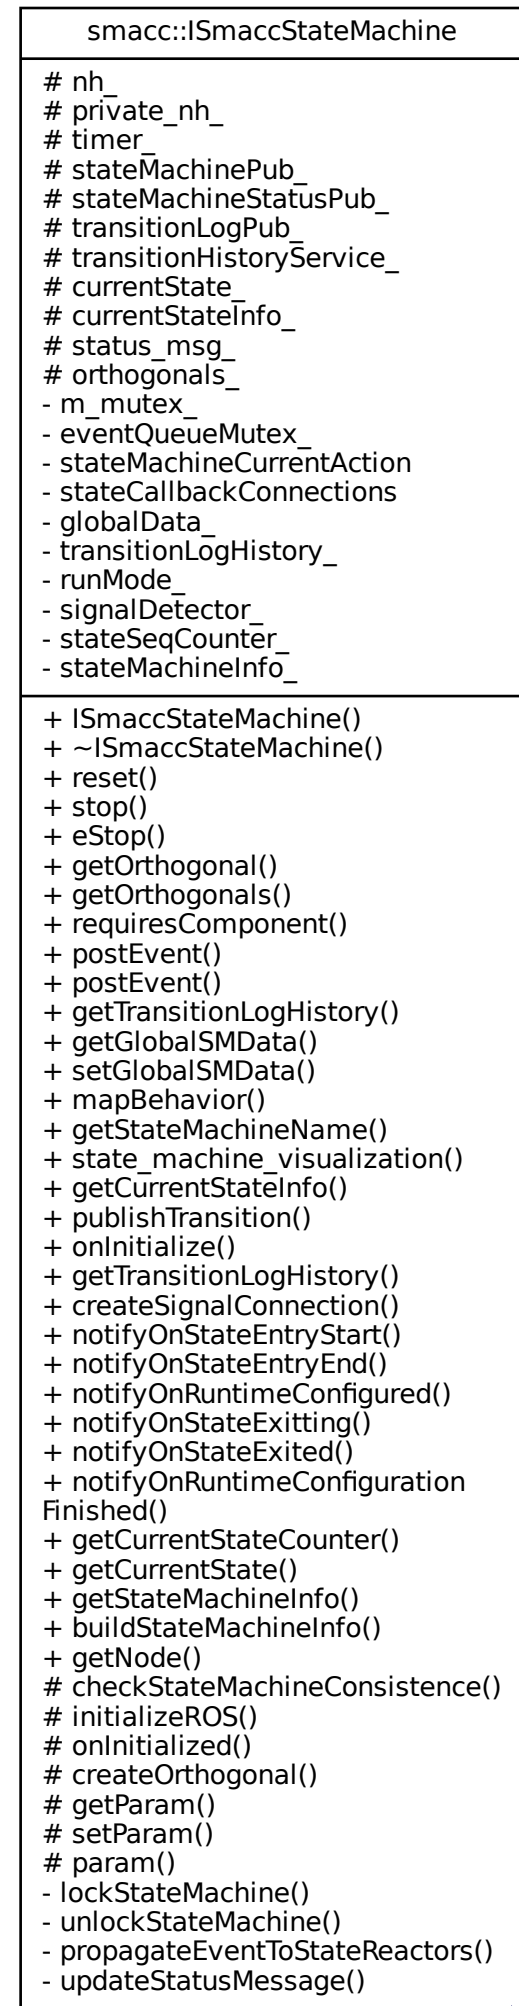 smacc::ISmaccStateMachine
# nh_
# private_nh_
# timer_
# stateMachinePub_
# stateMachineStatusPub_
# transitionLogPub_
# transitionHistoryService_
# currentState_
# currentStateInfo_
# status_msg_
# orthogonals_
- m_mutex_
- eventQueueMutex_
- stateMachineCurrentAction
- stateCallbackConnections
- globalData_
- transitionLogHistory_
- runMode_
- signalDetector_
- stateSeqCounter_
- stateMachineInfo_
+ ISmaccStateMachine()
+ ~ISmaccStateMachine()
+ reset()
+ stop()
+ eStop()
+ getOrthogonal()
+ getOrthogonals()
+ requiresComponent()
+ postEvent()
+ postEvent()
+ getTransitionLogHistory()
+ getGlobalSMData()
+ setGlobalSMData()
+ mapBehavior()
+ getStateMachineName()
+ state_machine_visualization()
+ getCurrentStateInfo()
+ publishTransition()
+ onInitialize()
+ getTransitionLogHistory()
+ createSignalConnection()
+ notifyOnStateEntryStart()
+ notifyOnStateEntryEnd()
+ notifyOnRuntimeConfigured()
+ notifyOnStateExitting()
+ notifyOnStateExited()
+ notifyOnRuntimeConfiguration
Finished()
+ getCurrentStateCounter()
+ getCurrentState()
+ getStateMachineInfo()
+ buildStateMachineInfo()
+ getNode()
# checkStateMachineConsistence()
# initializeROS()
# onInitialized()
# createOrthogonal()
# getParam()
# setParam()
# param()
- lockStateMachine()
- unlockStateMachine()
- propagateEventToStateReactors()
- updateStatusMessage()